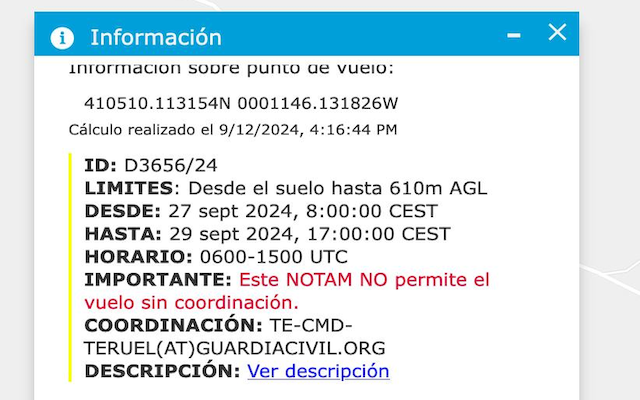 Información
Información sobre punto de vuelo:
410510.113154N 0001146.131826W
Cálculo realizado el 9/12/2024, 4:16:44 PM
ID: D3656/24
LIMITES: Desde el suelo hasta 610m AGL
DESDE: 27 sept 2024, 8:00:00 CEST
HASTA: 29 sept 2024, 17:00:00 CEST
HORARIO: 0600-1500 UTC
IMPORTANTE: Este NOTAM NO permite el
vuelo sin coordinación.
COORDINACIÓN: TE-CMD-
TERUEL(AT)GUARDIACIVIL.ORG
DESCRIPCIÓN: Ver descripción